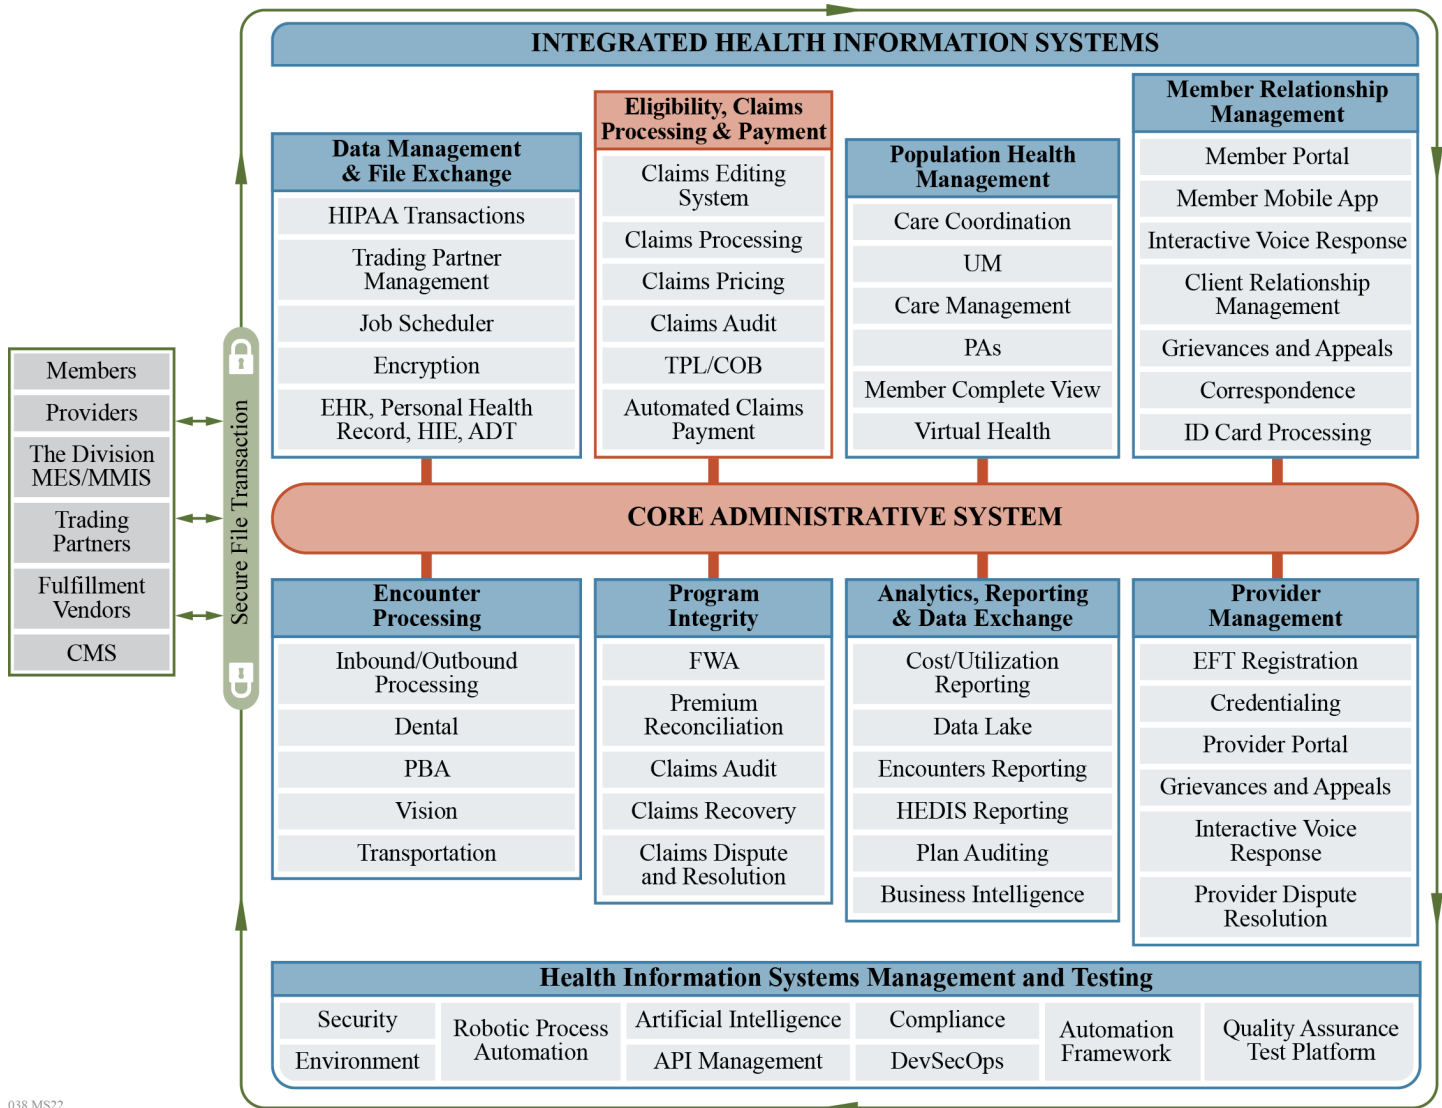 INTEGRATED HEALTH INFORMATION SYSTEMS
Data Management
& File Exchange
HIPAA Transactions
Trading Partner
Management
Job Scheduler
Encryption
EHR, Personal Health
Record, HIE, ADT
Eligibility, Claims
Processing & Payment
Claims Editing
System
Claims Processing
Claims Pricing
Claims Audit
TPL/COB
Automated Claims
Payment
Population Health
Management
Care Coordination
UM
Care Management
PAs
Member Complete View
Virtual Health
Member Relationship
Management
Member Portal
Member Mobile App
Interactive Voice Response
Client Relationship
Management
Grievances and Appeals
Correspondence
ID Card Processing
Members
Providers
The Division
MES/MMIS
Trading
Partners
Fulfillment
Vendors
CMS
Secure File Transaction
CORE ADMINISTRATIVE SYSTEM
Encounter
Processing
Inbound/Outbound
Processing
Dental
PBA
Vision
Transportation
Program
Integrity
FWA
Premium
Reconciliation
Claims Audit
Claims Recovery
Claims Dispute
and Resolution
Analytics, Reporting
& Data Exchange
Cost/Utilization
Reporting
Data Lake
Encounters Reporting
HEDIS Reporting
Plan Auditing
Business Intelligence
Provider
Management
EFT Registration
Credentialing
Provider Portal
Grievances and Appeals
Interactive Voice
Response
Provider Dispute
Resolution
Health Information Systems Management and Testing
Security
Environment
Robotic Process
Automation
Artificial Intelligence
API Management
Compliance
DevSecOps
Automation
Framework
Quality Assurance
Test Platform
038 MS22